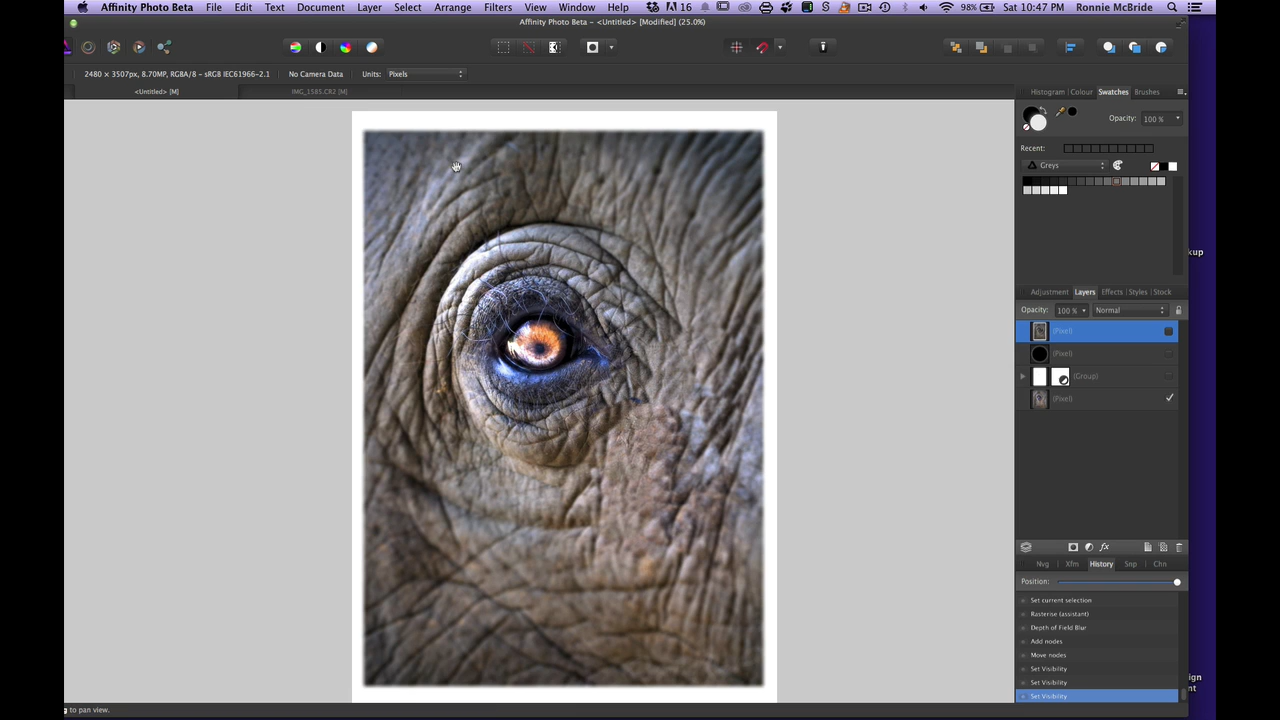 Affinity Photo Beta File Edit Text Document Layer Select Arrange Filters View Window Help 16 98% Sat 10:47 PM Ronnie McBride
Affinity Photo Beta - <Untitled> [Modified] (25.0%)
2480 × 3507px, 8.70MP, RGBA/8 - sRGB IEC61966-2.1 No Camera Data Units: Pixels
<Untitled> [M] IMG_1585.CR2 [M]
Histogram Colour Swatches Brushes
Opacity: 100 %
Recent:
Greys
kup
Adjustment Layers Effects Styles Stock
Opacity: 100 % Normal
(Pixel)
(Pixel)
(Group)
(Pixel)
fx
Nvg Xfm History Snp Chn
Position:
Set current selection
Rasterise (assistant)
Depth of Field Blur
Add nodes
Move nodes
Set Visibility
Set Visibility
Set Visibility
ign
nt
g to pan view.